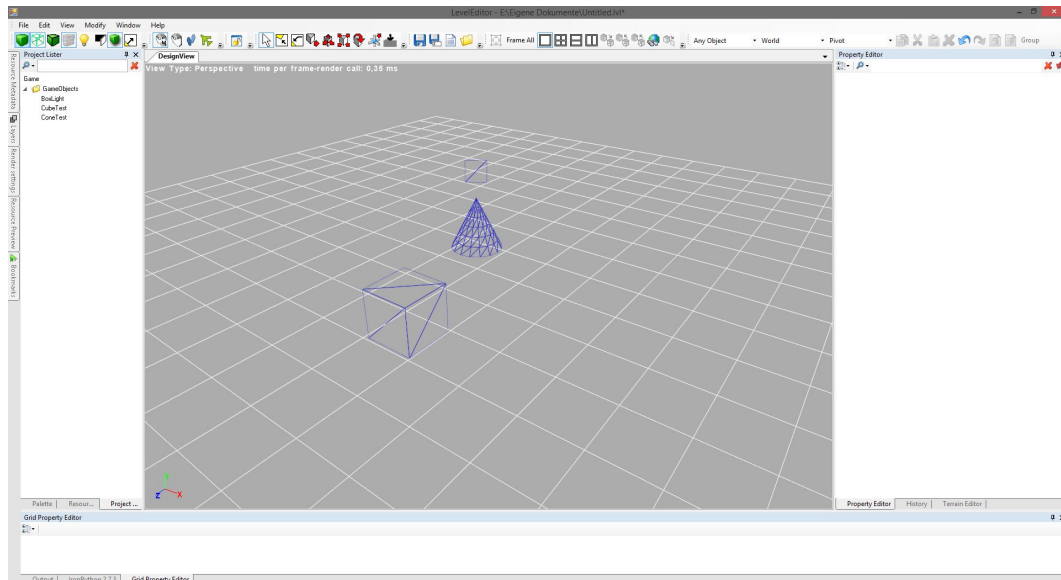 LevelEditor - E:\Eigene Dokumente\Untitled.lvl*
File Edit View Modify Window Help
Frame All
Any Object
World
Pivot
Group
Project Lister
DesignView
Property Editor
View Type: Perspective time per frame-render call: 0,35 ms
Game
GameObjects
BoxLight
CubeTest
ConeTest
Resource Metadata
Layers
Render settings
Resource Preview
Bookmarks
Y
Z X
Palette Resour... Project ...
Property Editor History Terrain Editor
Grid Property Editor
Output IronPython 2.7.3 Grid Property Editor